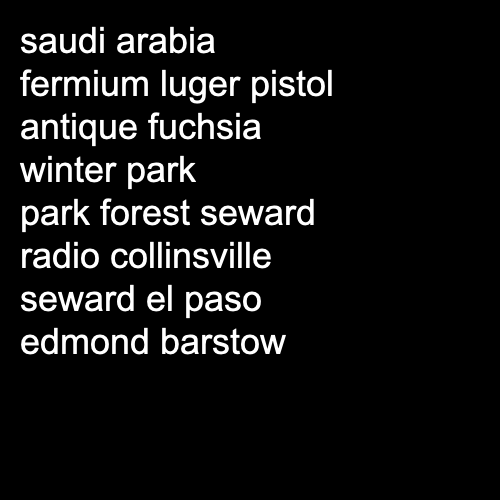 saudi arabia
fermium luger pistol
antique fuchsia
winter park
park forest seward
radio collinsville
seward el paso
edmond barstow